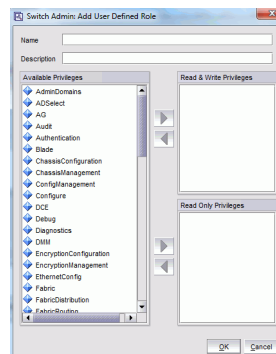 Switch Admin: Add User Defined Role
Name
Description
Available Privileges
AdminDomains
ADSelect
AG
Audit
Authentication
Blade
ChassisConfiguration
ChassisManagement
ConfigManagement
Configure
DCE
Debug
Diagnostics
DMM
EncryptionConfiguration
EncryptionManagement
EthernetConfig
Fabric
FabricDistribution
FabricRouting
Read & Write Privileges
Read Only Privileges
OK
Cancel